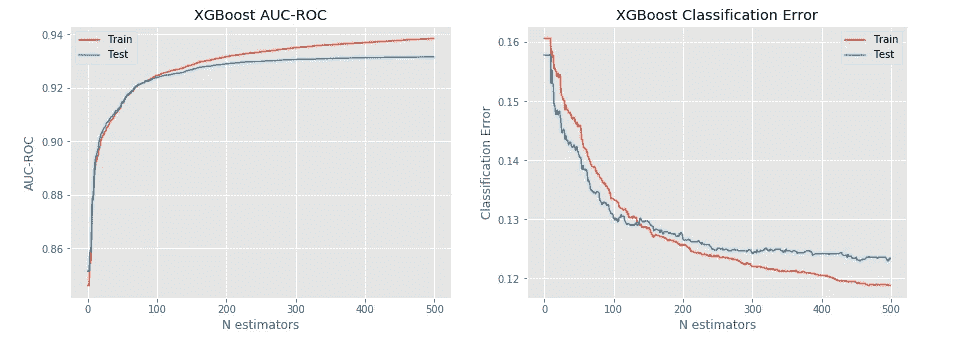 XGBoost AUC-ROC
Train
Test
0.94
0.92
0.90
0.88
0.86
AUC-ROC
0 100 200 300 400 500
N estimators
XGBoost Classification Error
Train
Test
0.16
0.15
0.14
0.13
0.12
Classification Error
0 100 200 300 400 500
N estimators